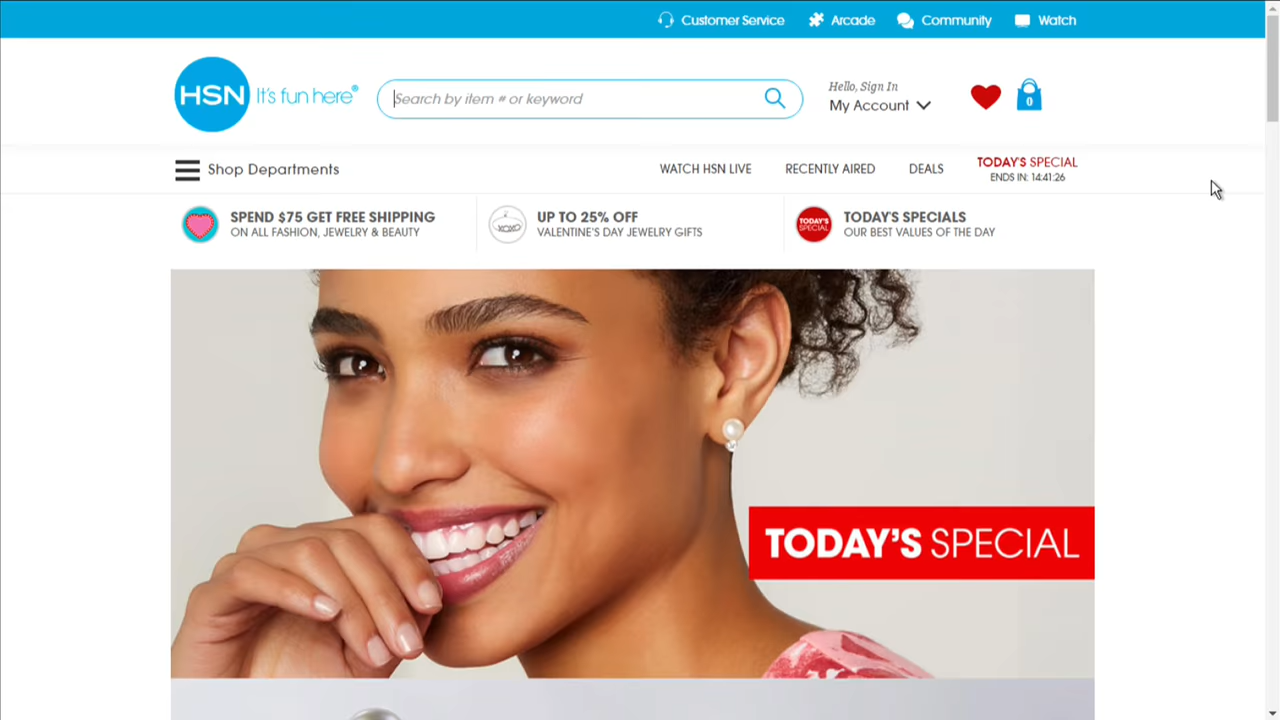 Customer Service
Arcade
Community
Watch
HSN It's fun here®
Search by item # or keyword
Hello, Sign In
My Account
0
Shop Departments
WATCH HSN LIVE
RECENTLY AIRED
DEALS
TODAY'S SPECIAL
ENDS IN: 14:41:26
SPEND $75 GET FREE SHIPPING
ON ALL FASHION, JEWELRY & BEAUTY
XOXO
UP TO 25% OFF
VALENTINE'S DAY JEWELRY GIFTS
TODAY'S
SPECIAL
TODAY'S SPECIALS
OUR BEST VALUES OF THE DAY
TODAY'S SPECIAL